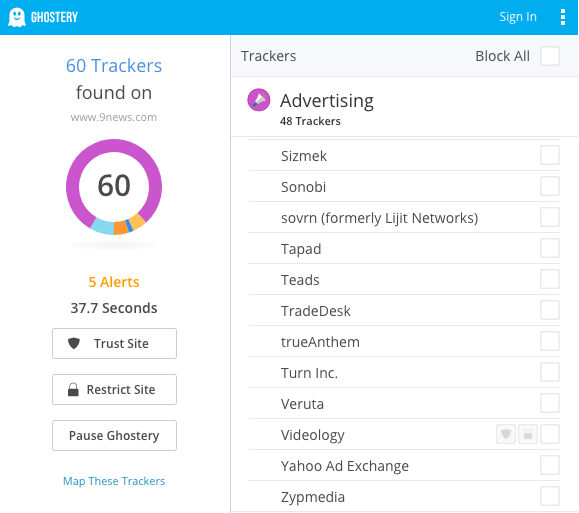 GHOSTERY
Sign In
60 Trackers
found on
www.9news.com
60
5 Alerts
37.7 Seconds
Trust Site
Restrict Site
Pause Ghostery
Map These Trackers
Trackers
Block All
Advertising
48 Trackers
Sizmek
Sonobi
sovrn (formerly Lijit Networks)
Tapad
Teads
TradeDesk
trueAnthem
Turn Inc.
Veruta
Videology
Yahoo Ad Exchange
Zypmedia